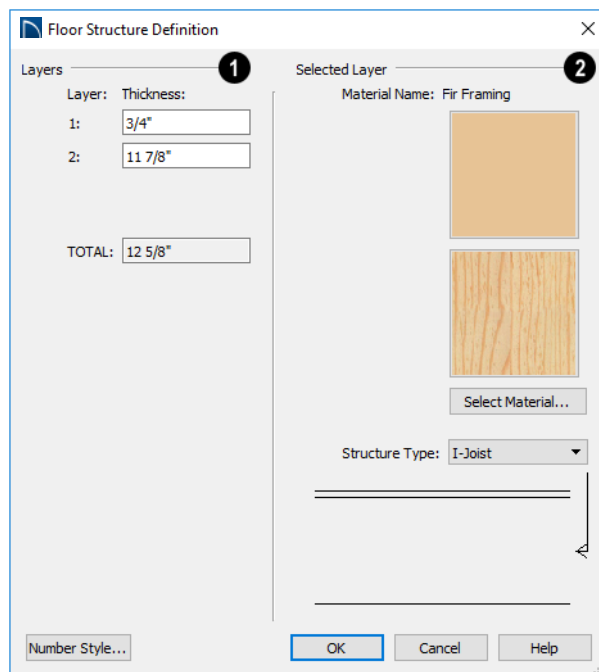 Floor Structure Definition
Layers 1
Layer: Thickness:
1: 3/4"
2: 11 7/8"
TOTAL: 12 5/8"
Selected Layer 2
Material Name: Fir Framing
Select Material...
Structure Type: I-Joist
Number Style...
OK
Cancel
Help